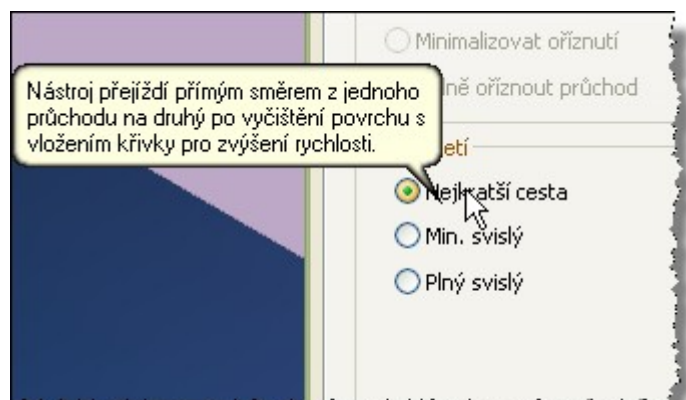 Minimalizovat oříznutí
Nástroj přejíždí přímým směrem z jednoho
průchodu na druhý po vyčištění povrchu s
vložením křivky pro zvýšení rychlosti.
oříznout průchod
Nejkratší cesta
Min. svislý
Plný svislý